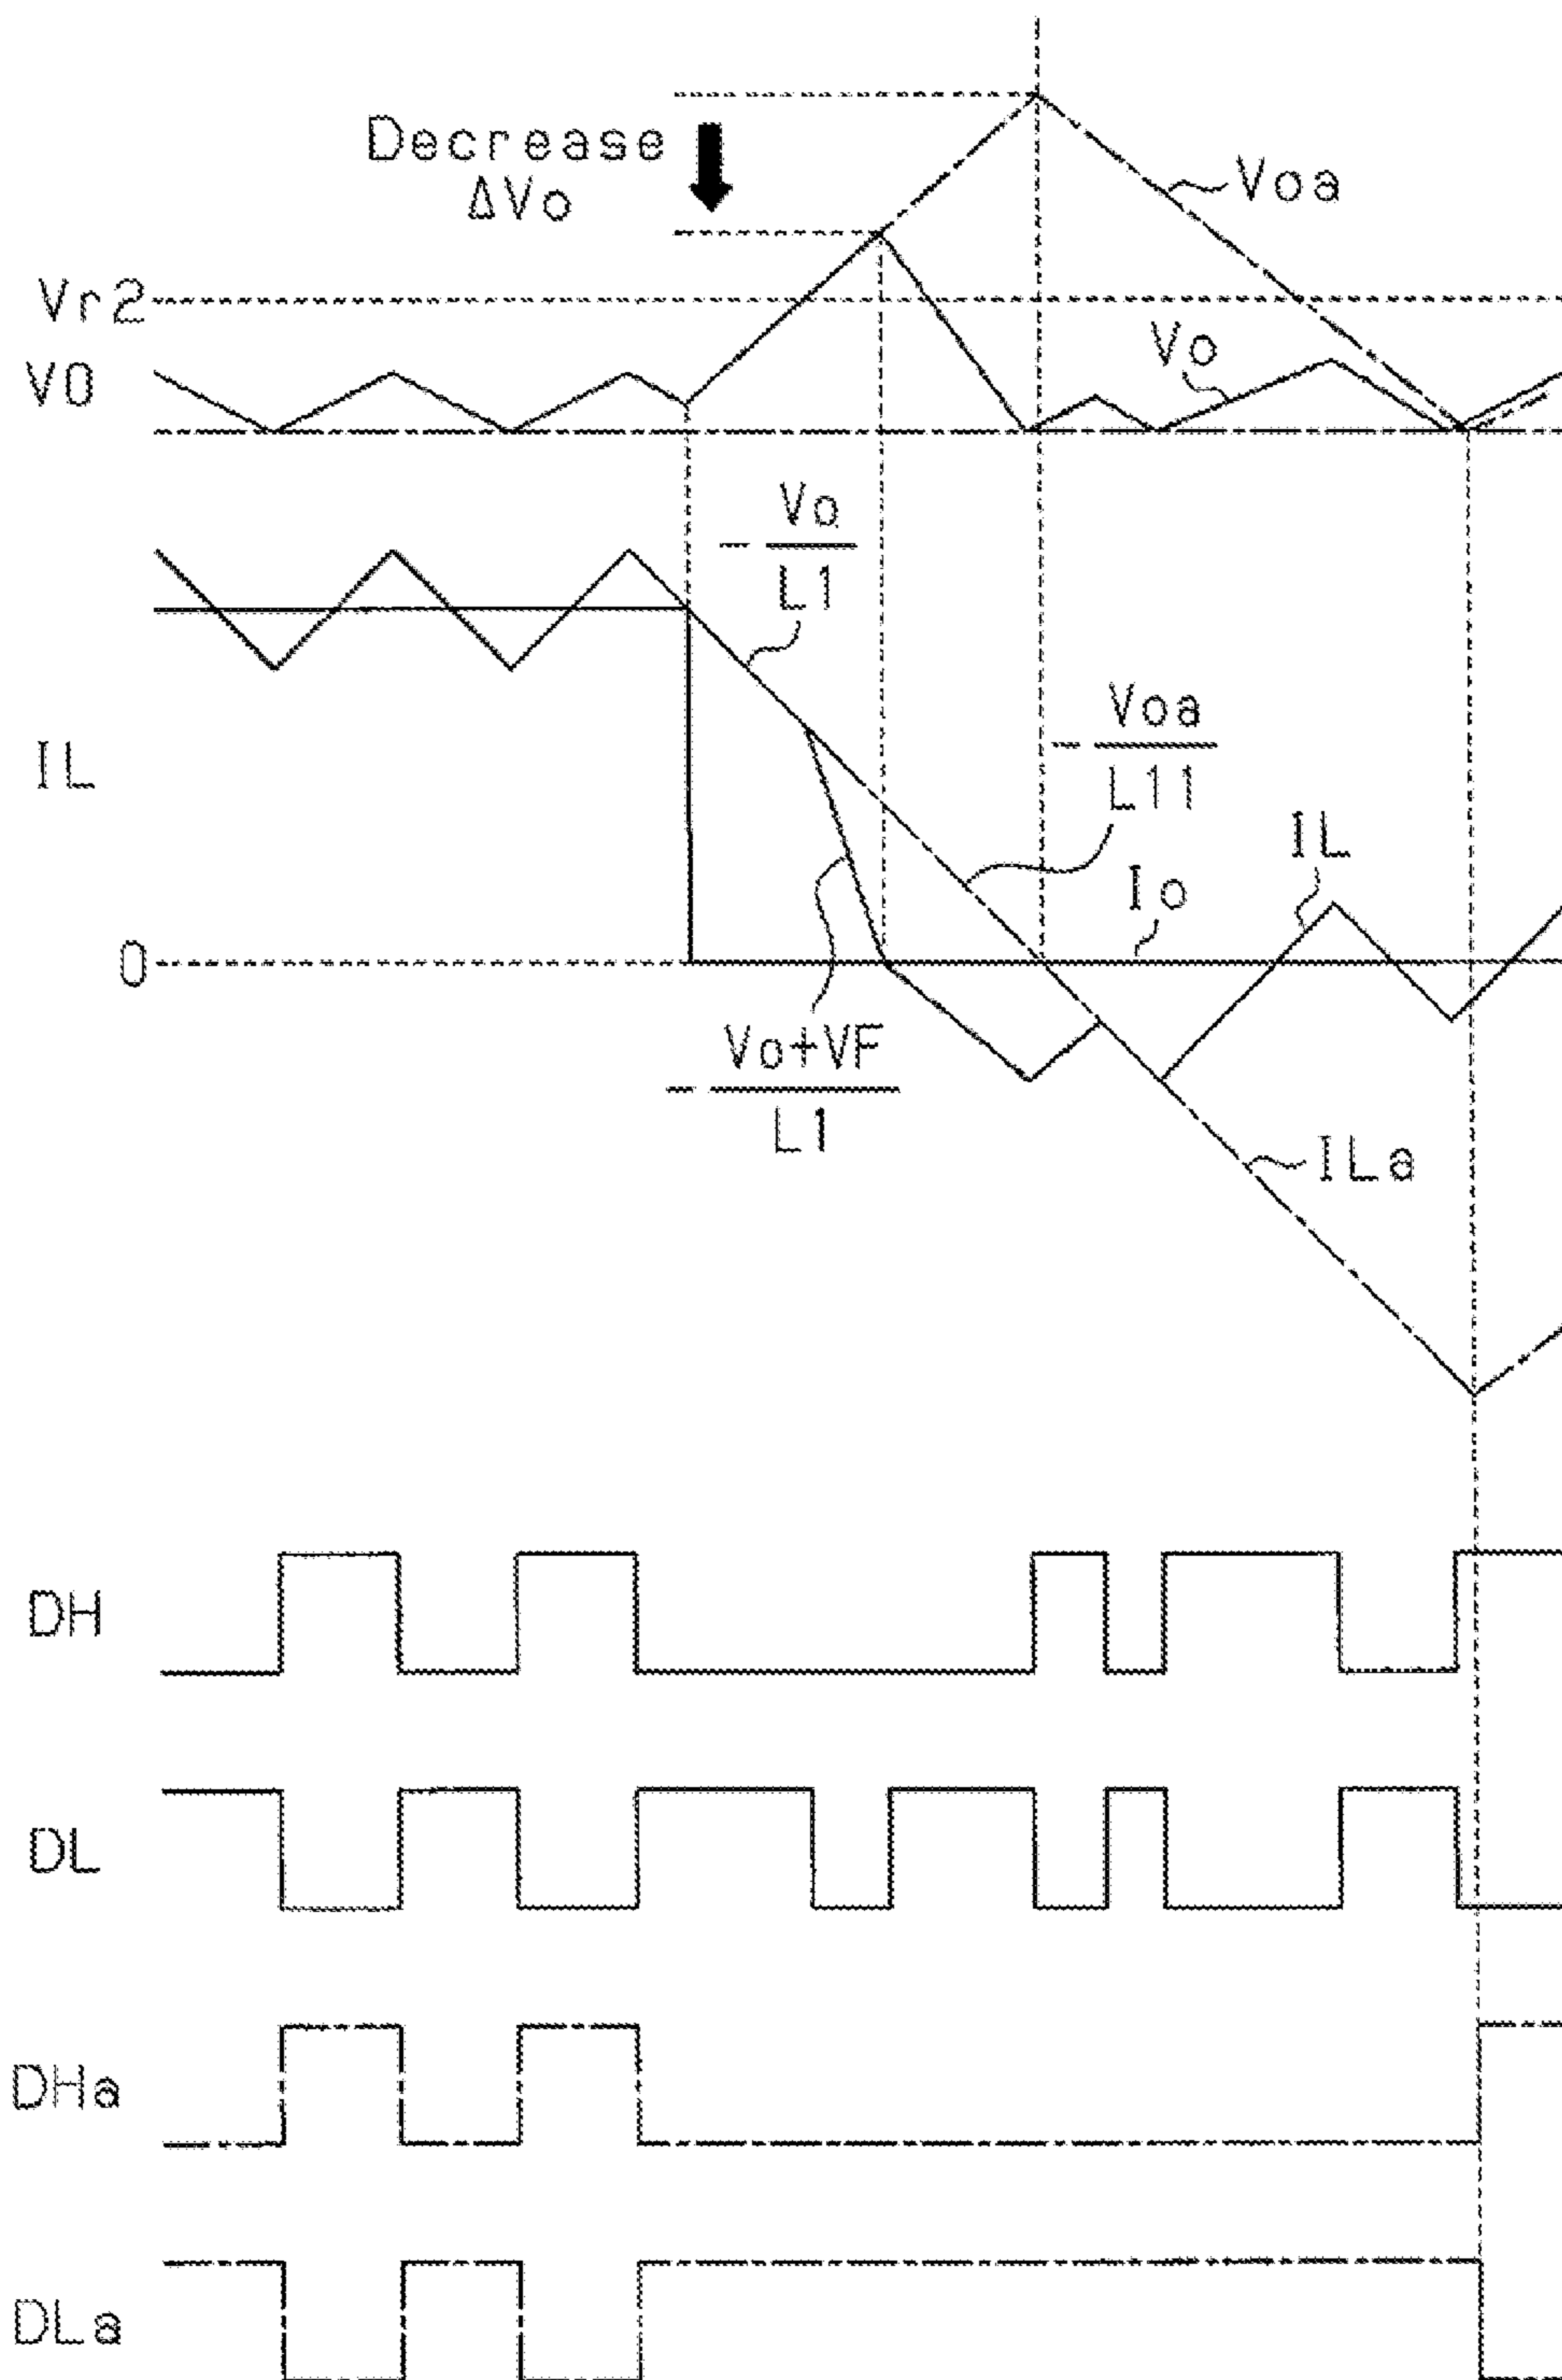 Decrease
ΔVo
Voa
Vr2
Vo
V0
- Vo
L1
- Voa
L11
IL
IL
Io
0
- Vo+VF
L1
ILa
DH
DL
DHa
DLa